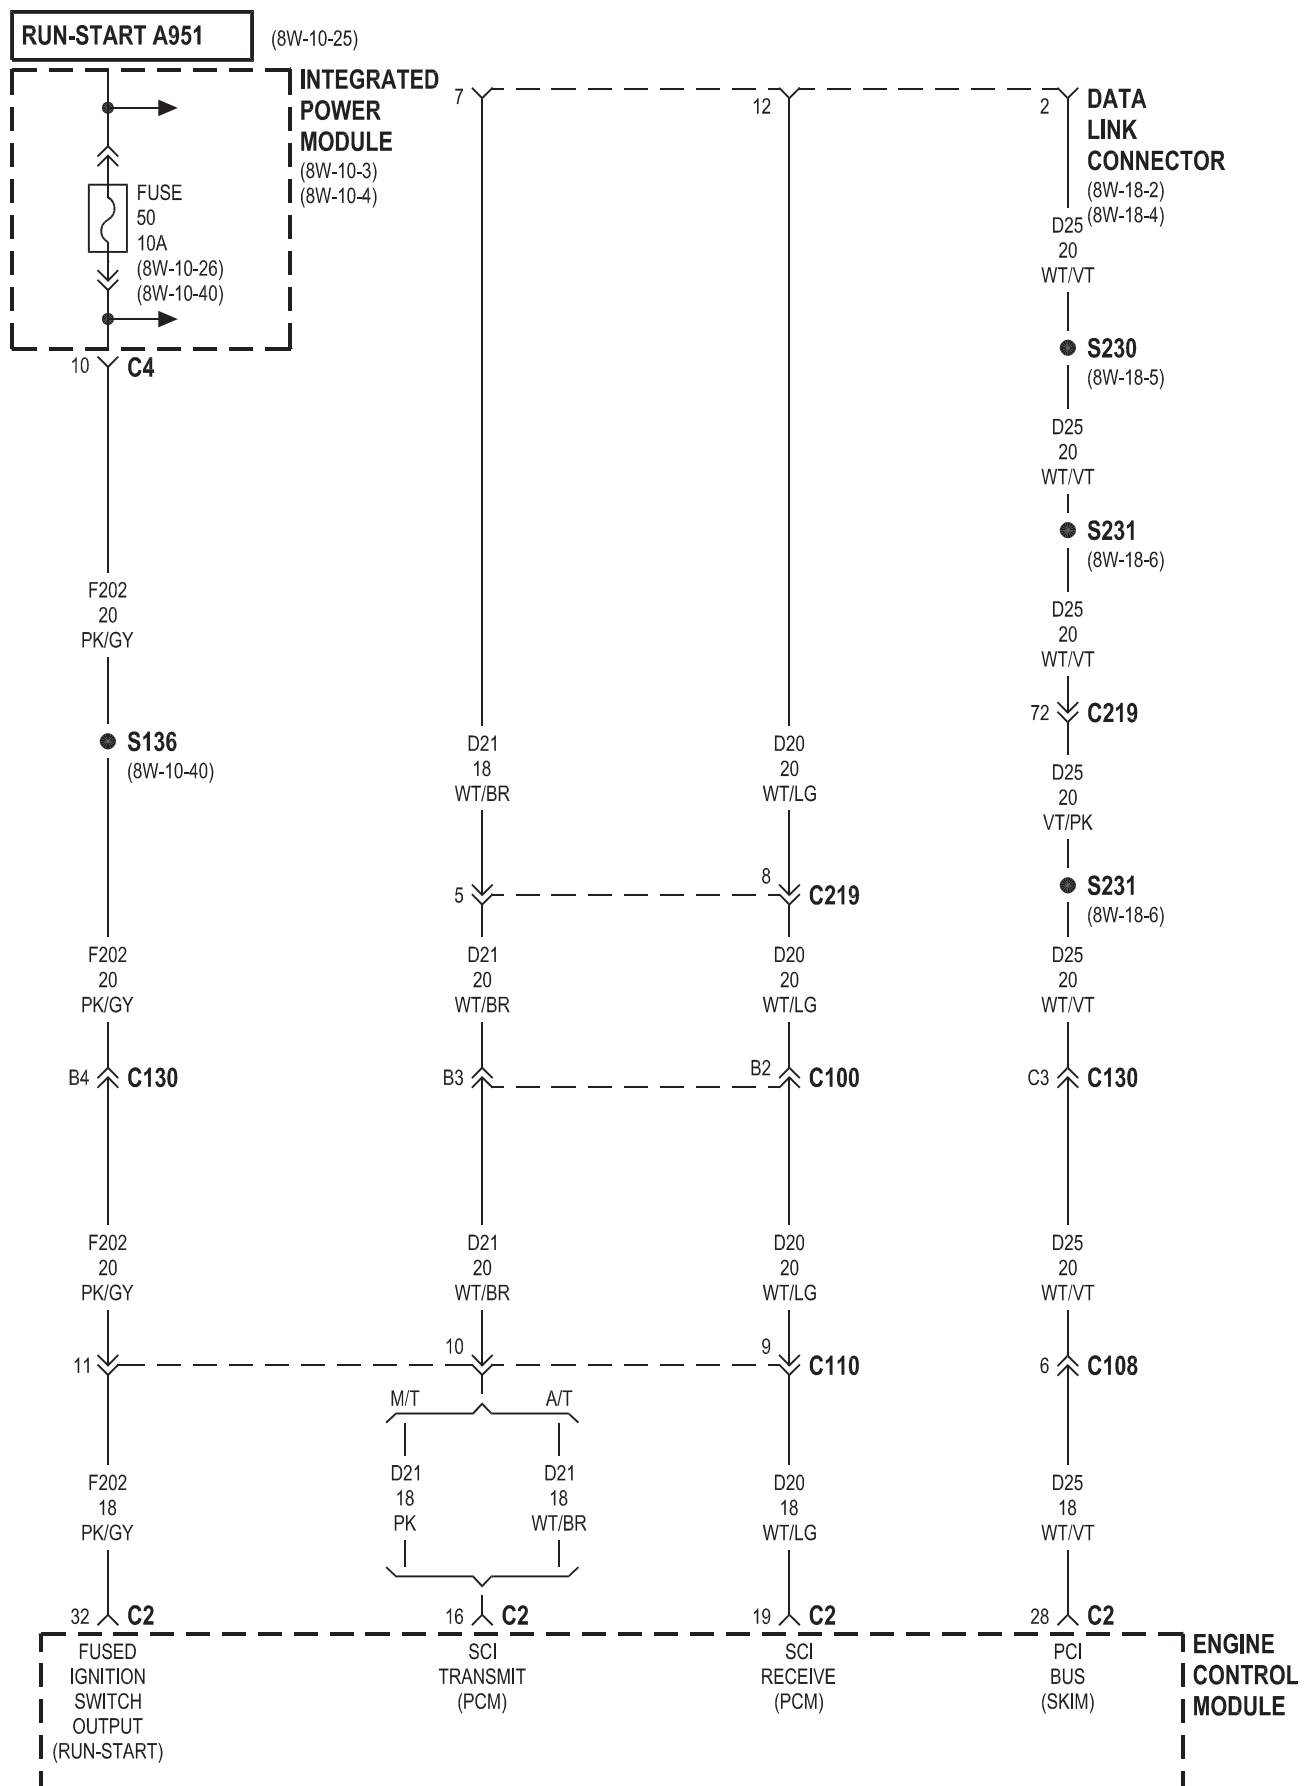 RUN-START A951
(8W-10-25)
INTEGRATED
POWER
MODULE
(8W-10-3)
(8W-10-4)
FUSE
50
10A
(8W-10-26)
(8W-10-40)
10
C4
7
12
2
DATA
LINK
CONNECTOR
(8W-18-2)
(8W-18-4)
D25
20
WT/VT
S230
(8W-18-5)
D25
20
WT/VT
S231
(8W-18-6)
F202
20
PK/GY
D25
20
WT/VT
72
C219
S136
(8W-10-40)
D21
18
WT/BR
D20
20
WT/LG
D25
20
VT/PK
5
8
C219
S231
(8W-18-6)
F202
20
PK/GY
D21
20
WT/BR
D20
20
WT/LG
D25
20
WT/VT
B4
C130
B3
B2
C100
C3
C130
F202
20
PK/GY
D21
20
WT/BR
D20
20
WT/LG
D25
20
WT/VT
11
10
9
C110
6
C108
M/T
A/T
F202
18
PK/GY
D21
18
PK
D21
18
WT/BR
D20
18
WT/LG
D25
18
WT/VT
32
C2
16
C2
19
C2
28
C2
FUSED
IGNITION
SWITCH
OUTPUT
(RUN-START)
SCI
TRANSMIT
(PCM)
SCI
RECEIVE
(PCM)
PCI
BUS
(SKIM)
ENGINE
CONTROL
MODULE